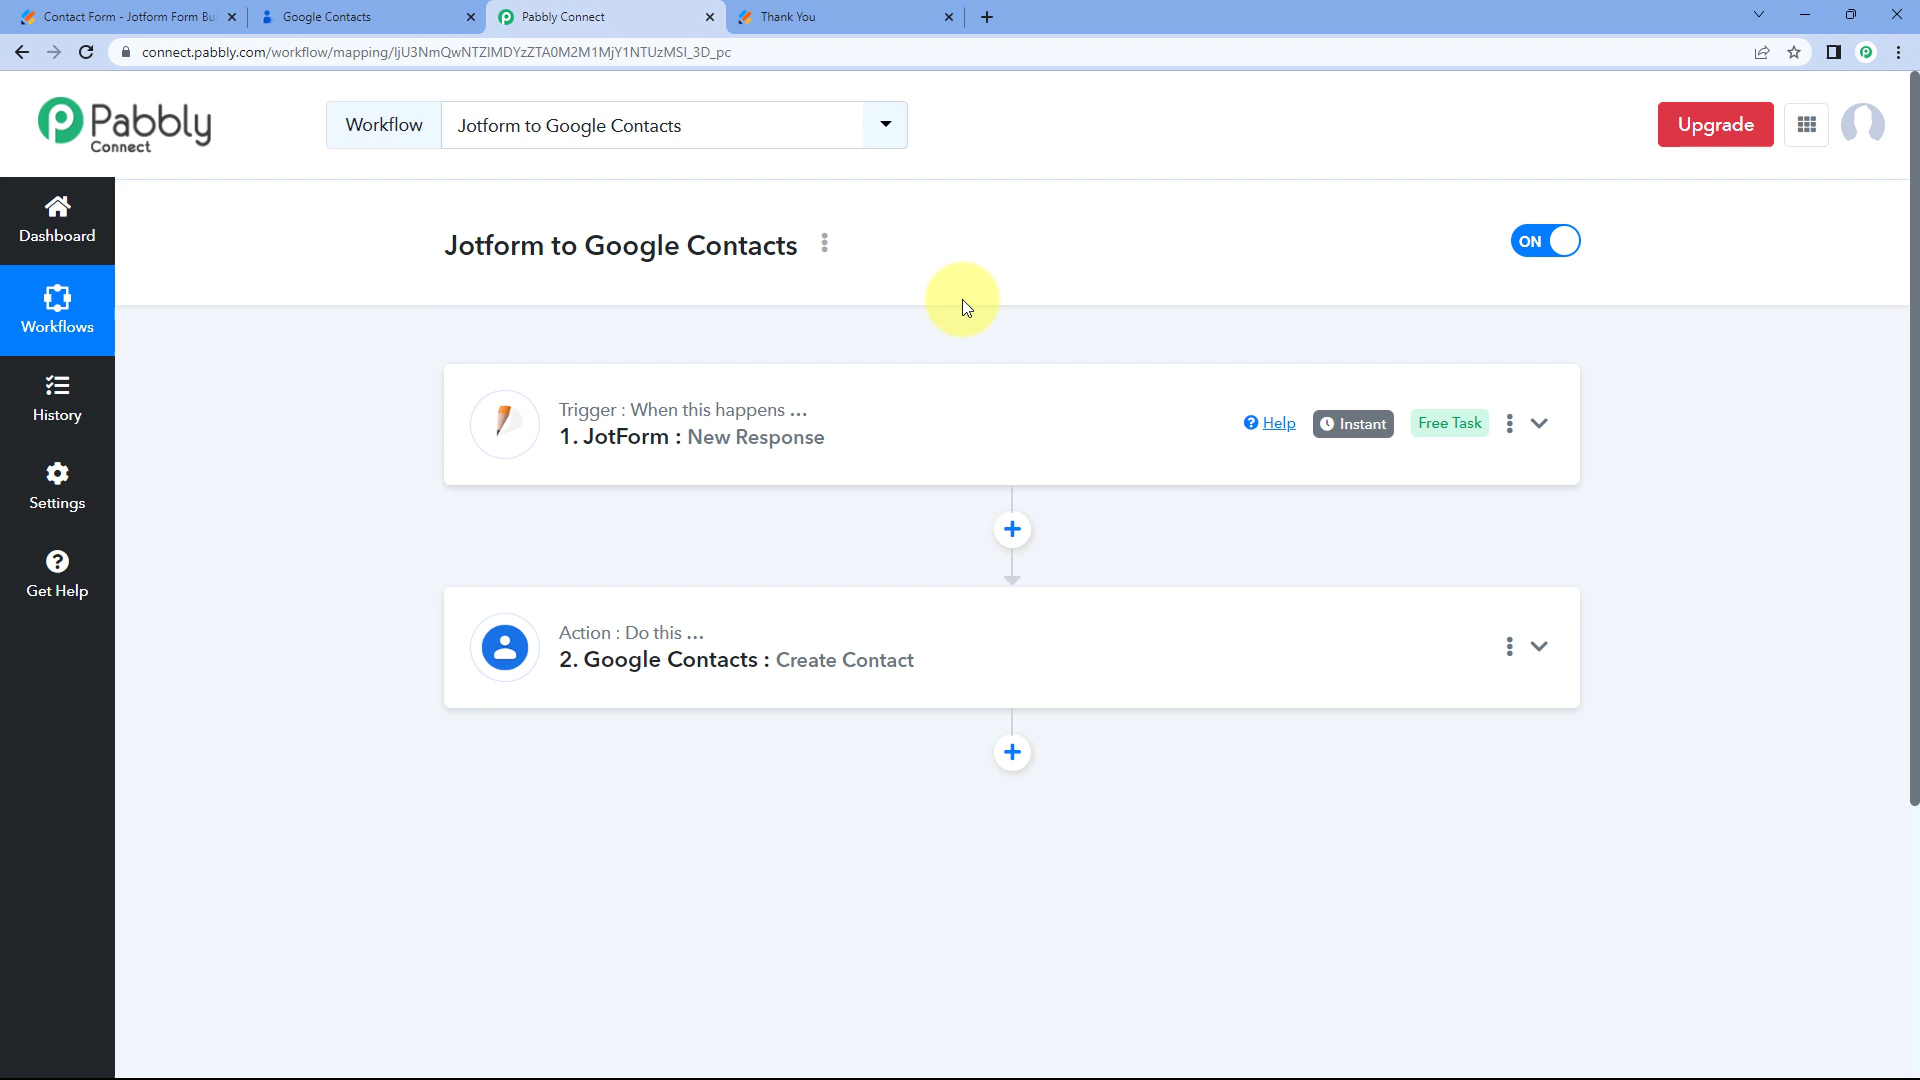 Contact Form - Jotform Form Bu
Google Contacts
Pabbly Connect
Thank You
connect.pabbly.com/workflow/mapping/IjU3NmQwNTZlMDYzZTA0M2M1MjY1NTUzMSI_3D_pc
Pabbly
Connect
Workflow
Jotform to Google Contacts
Upgrade
Dashboard
Workflows
History
Settings
Get Help
Jotform to Google Contacts
ON
Trigger : When this happens ...
1. JotForm : New Response
Help
Instant
Free Task
Action : Do this ...
2. Google Contacts : Create Contact